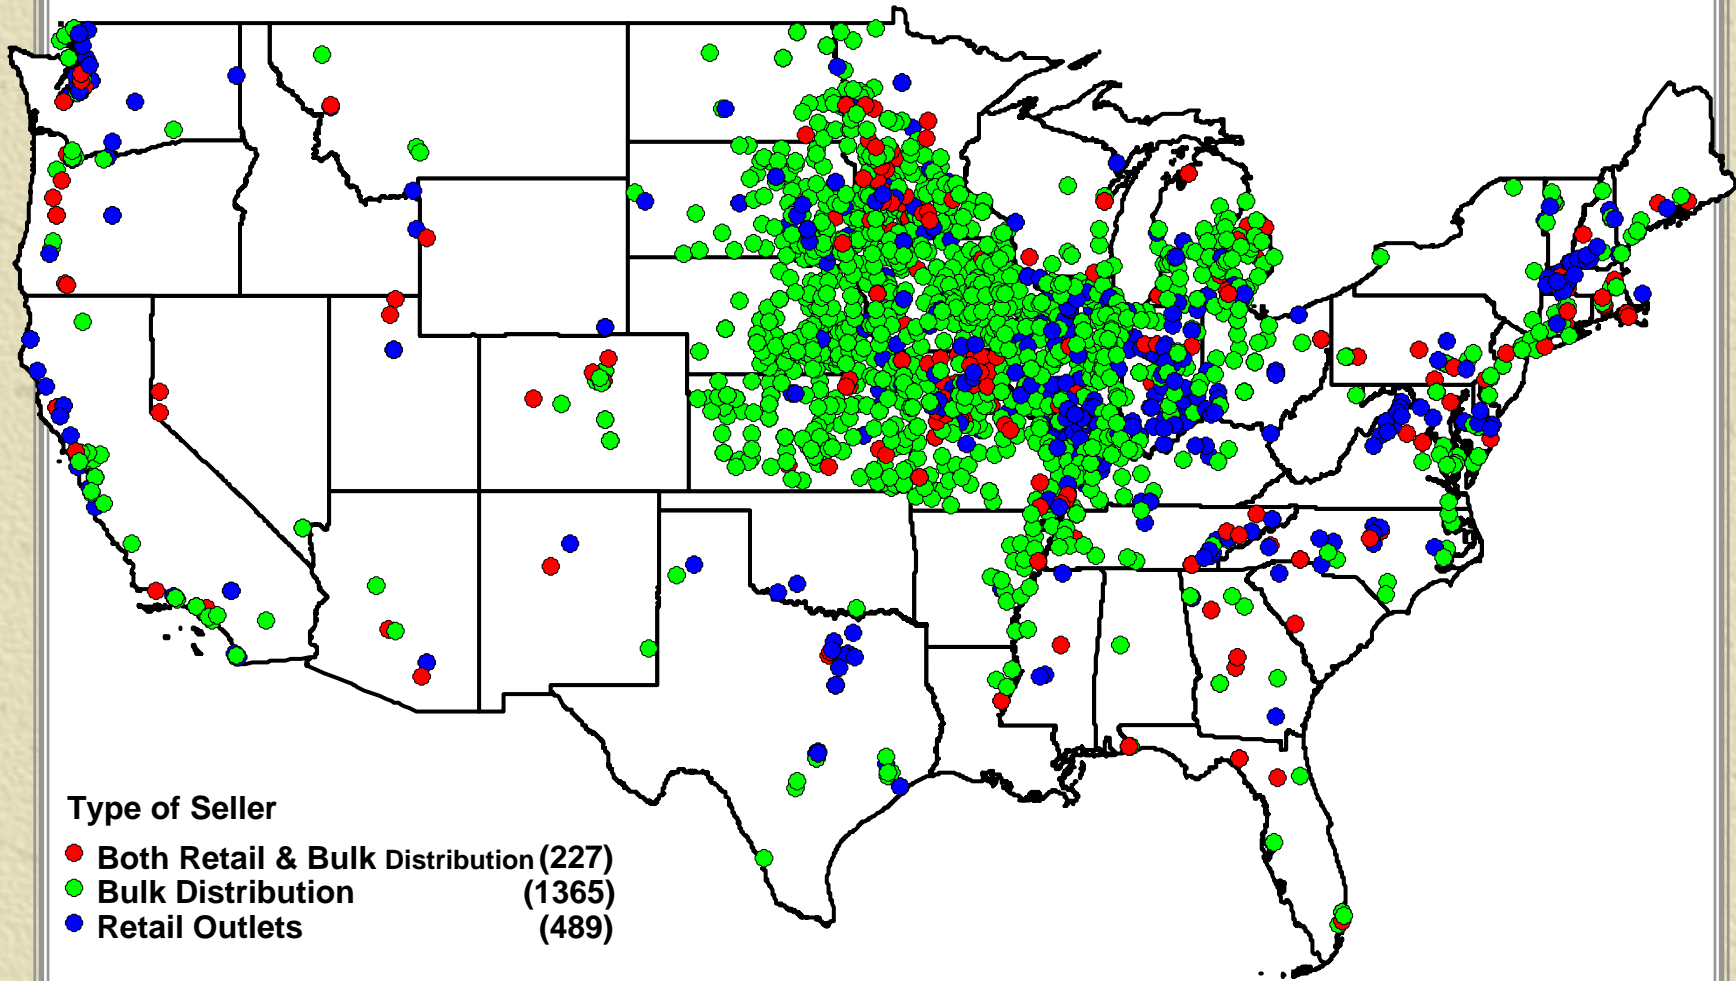 Type of Seller
Both Retail & Bulk Distribution (227)
Bulk Distribution (1365)
Retail Outlets (489)